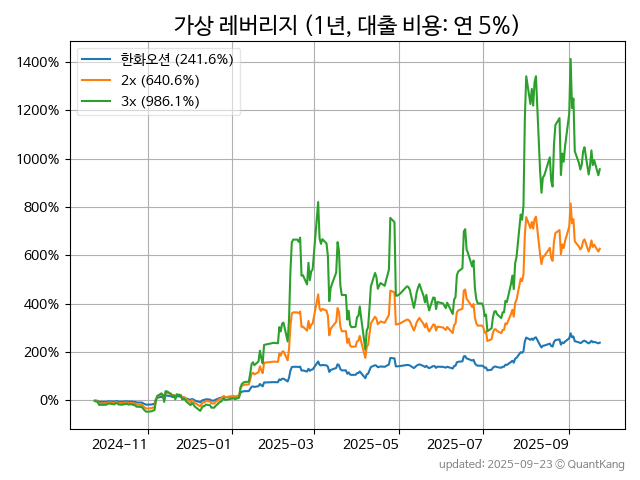 가상 레버리지 (1년, 대출 비용: 연 5%)
한화오션 (241.6%)
2x (640.6%)
3x (986.1%)
1400%
1200%
1000%
800%
600%
400%
200%
0%
2024-11 2025-01 2025-03 2025-05 2025-07 2025-09
updated: 2025-09-23 © QuantKang